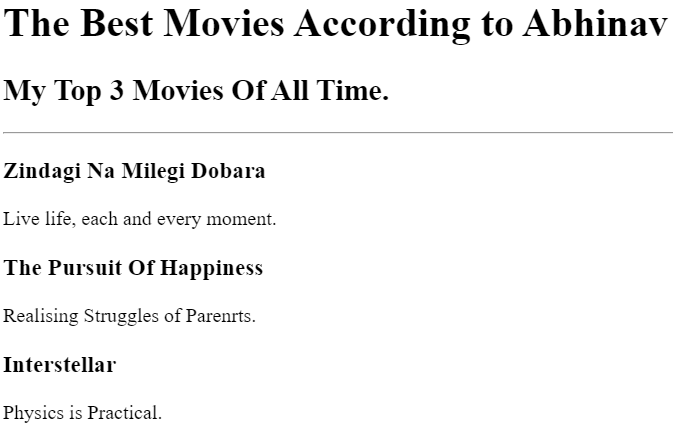 The Best Movies According to Abhinav
My Top 3 Movies Of All Time.
Zindagi Na Milegi Dobara
Live life, each and every moment.
The Pursuit Of Happiness
Realising Struggles of Parenrts.
Interstellar
Physics is Practical.